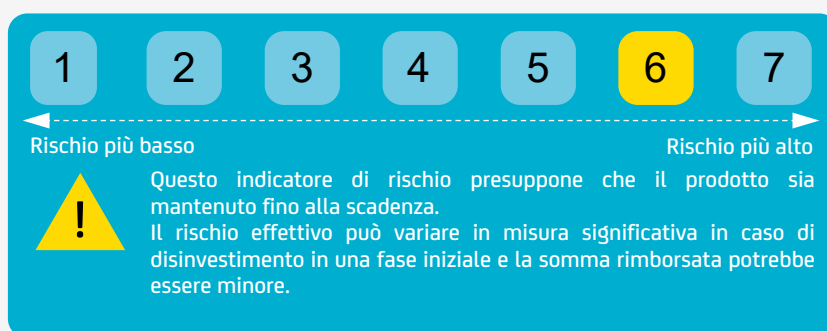 1 2 3 4 5 6 7
Rischio più basso Rischio più alto
!
Questo indicatore di rischio presuppone che il prodotto sia
mantenuto fino alla scadenza.
Il rischio effettivo può variare in misura significativa in caso di
disinvestimento in una fase iniziale e la somma rimborsata potrebbe
essere minore.